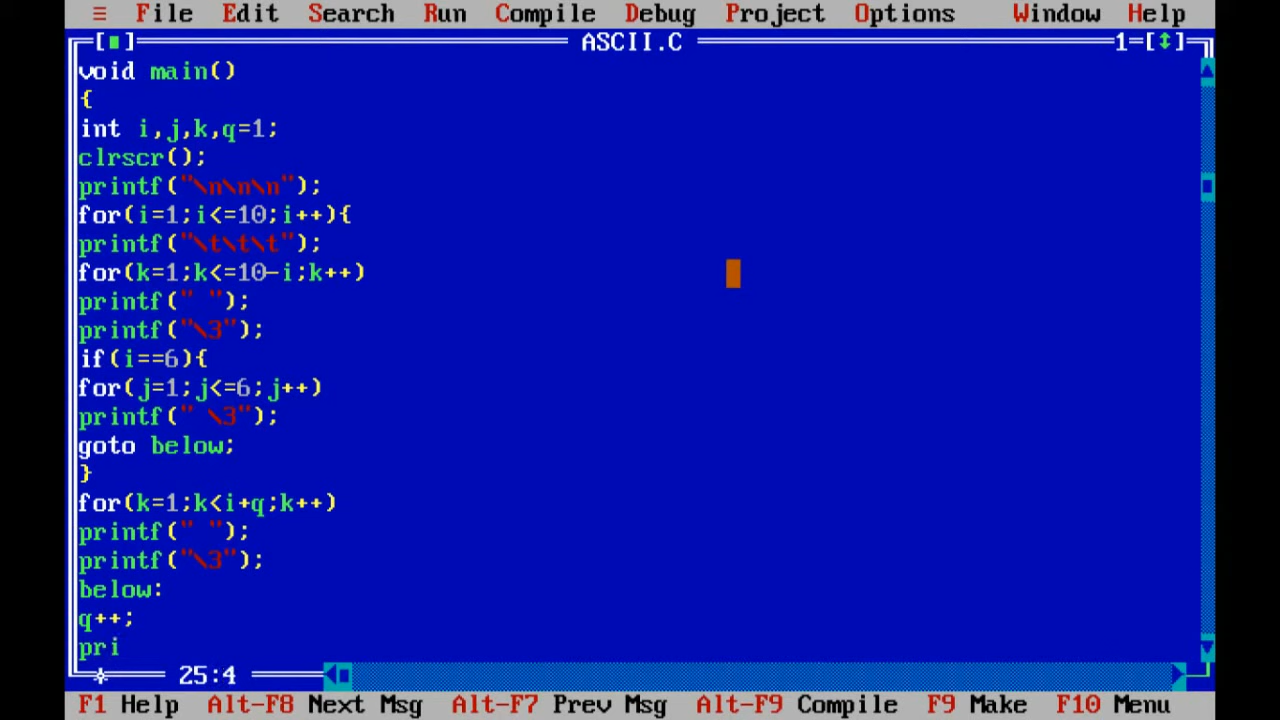 ≡ File Edit Search Run Compile Debug Project Options Window Help
[■] ASCII.C 1=[↕]
void main()
{
int i,j,k,q=1;
clrscr();
printf("\n\n\n");
for(i=1;i<=10;i++){
printf("\t\t\t");
for(k=1;k<=10-i;k++)
printf(" ");
printf("\3");
if(i==6){
for(j=1;j<=6;j++)
printf(" \3");
goto below;
}
for(k=1;k<i+q;k++)
printf(" ");
printf("\3");
below:
q++;
pri
25:4
F1 Help Alt-F8 Next Msg Alt-F7 Prev Msg Alt-F9 Compile F9 Make F10 Menu